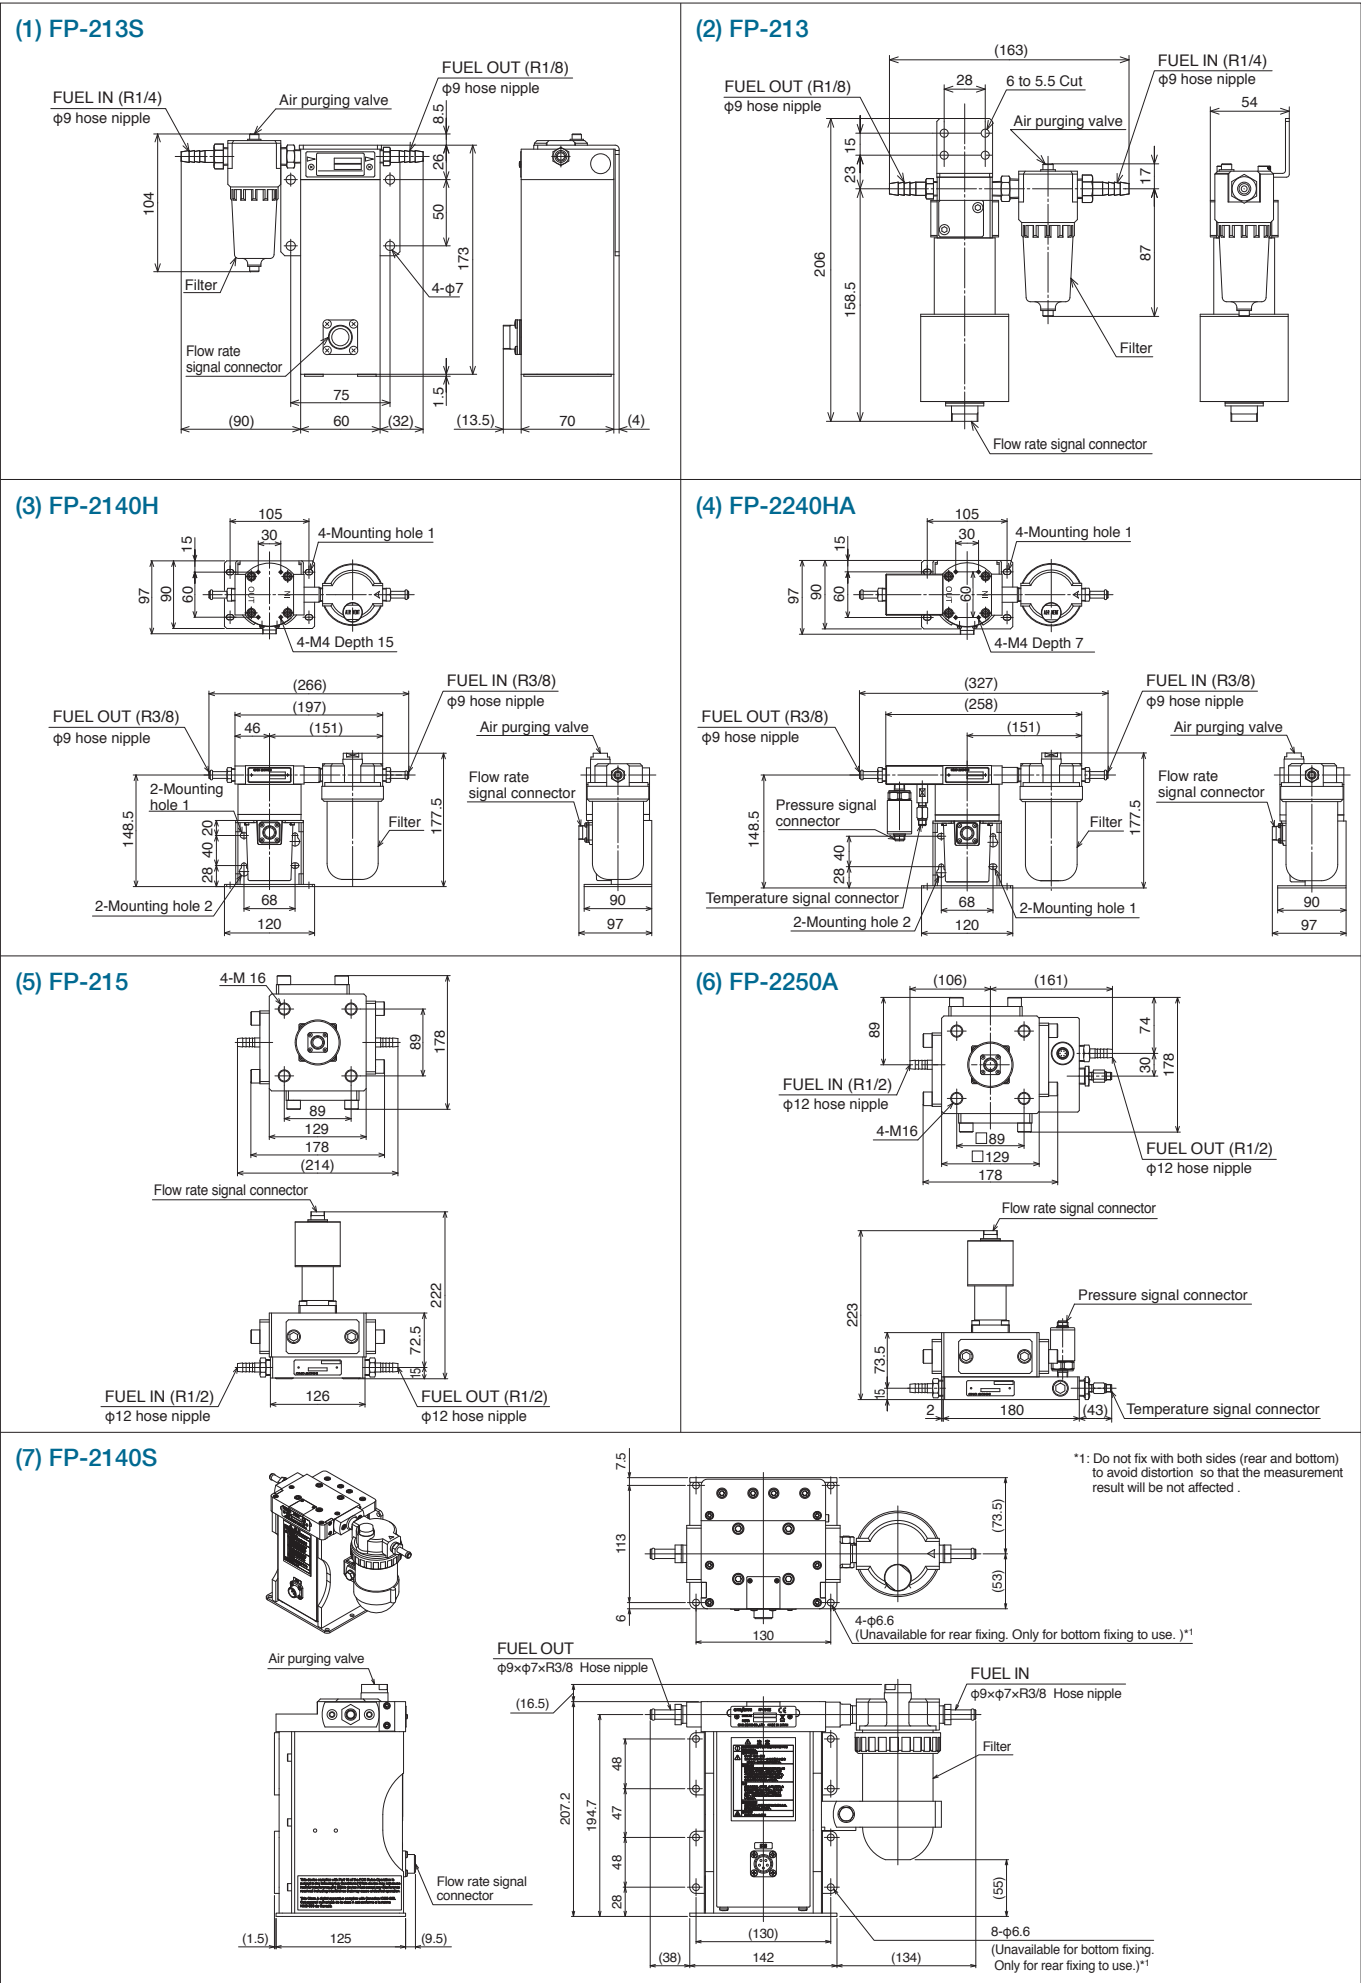 (1) FP-213S
FUEL OUT (R1/8)
φ9 hose nipple
FUEL IN (R1/4)
φ9 hose nipple
Air purging valve
8.5
26
104
50
173
Filter
4-φ7
Flow rate
signal connector
75
1.5
(90)
60
(32)
(13.5)
70
(4)
(2) FP-213
(163)
FUEL OUT (R1/8)
φ9 hose nipple
28
6 to 5.5 Cut
FUEL IN (R1/4)
φ9 hose nipple
Air purging valve
54
15
23
17
206
158.5
87
Filter
Flow rate signal connector
(3) FP-2140H
105
30
4-Mounting hole 1
15
97
90
60
OUT
IN
4-M4 Depth 15
(266)
FUEL IN (R3/8)
φ9 hose nipple
(197)
FUEL OUT (R3/8)
φ9 hose nipple
46
(151)
Air purging valve
2-Mounting
hole 1
Flow rate
signal connector
148.5
20
40
28
Filter
177.5
2-Mounting hole 2
68
120
90
97
(4) FP-2240HA
105
30
4-Mounting hole 1
15
97
90
60
OUT
60
IN
4-M4 Depth 7
(327)
FUEL IN (R3/8)
φ9 hose nipple
(258)
FUEL OUT (R3/8)
φ9 hose nipple
(151)
Air purging valve
Flow rate
signal connector
Pressure signal
connector
148.5
40
28
Filter
177.5
Temperature signal connector
2-Mounting hole 2
68
2-Mounting hole 1
120
90
97
(5) FP-215
4-M 16
89
178
89
129
178
(214)
Flow rate signal connector
222
72.5
15
FUEL IN (R1/2)
φ12 hose nipple
126
FUEL OUT (R1/2)
φ12 hose nipple
(6) FP-2250A
(106)
(161)
89
74
30
178
FUEL IN (R1/2)
φ12 hose nipple
4-M16
□89
□129
178
FUEL OUT (R1/2)
φ12 hose nipple
Flow rate signal connector
Pressure signal connector
223
73.5
15
2
180
(43)
Temperature signal connector
(7) FP-2140S
*1: Do not fix with both sides (rear and bottom)
to avoid distortion so that the measurement
result will be not affected .
7.5
113
6
(73.5)
(53)
130
4-φ6.6
(Unavailable for rear fixing. Only for bottom fixing to use. )*1
Air purging valve
FUEL OUT
φ9×φ7×R3/8 Hose nipple
FUEL IN
φ9×φ7×R3/8 Hose nipple
(16.5)
Filter
207.2
194.7
48
47
48
28
(55)
Flow rate signal
connector
(1.5)
125
(9.5)
(130)
(38)
142
(134)
8-φ6.6
(Unavailable for bottom fixing.
Only for rear fixing to use.)*1